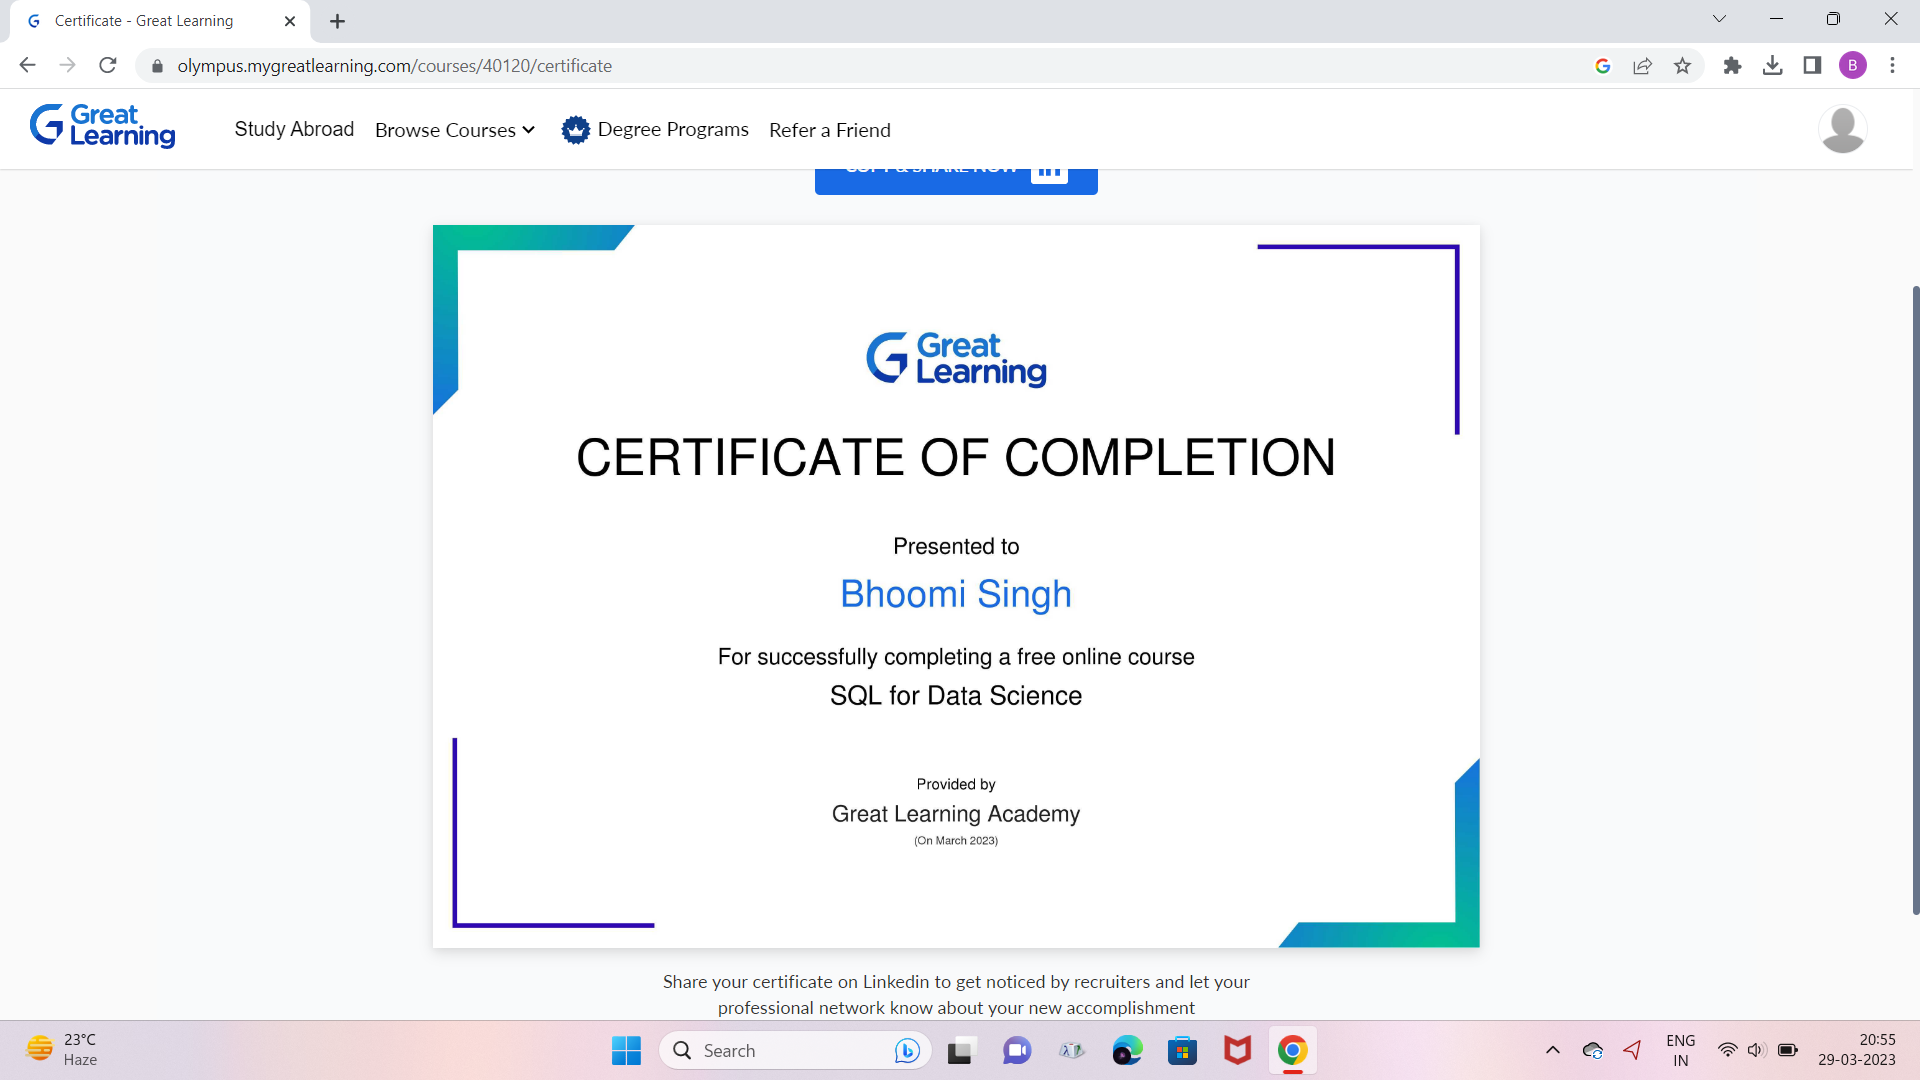 Certificate - Great Learning
olympus.mygreatlearning.com/courses/40120/certificate
B
Great
Learning
Study Abroad
Browse Courses
Degree Programs
Refer a Friend
COPY & SHARE NOW
Great
Learning
CERTIFICATE OF COMPLETION
Presented to
Bhoomi Singh
For successfully completing a free online course
SQL for Data Science
Provided by
Great Learning Academy
(On March 2023)
Share your certificate on Linkedin to get noticed by recruiters and let your
professional network know about your new accomplishment
23°C
Haze
Search
ENG
IN
20:55
29-03-2023